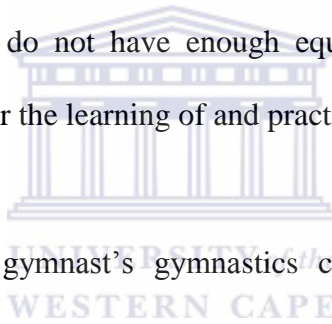 do not have enough equ
r the learning of and pract
gymnast’s gymnastics c
UNIVERSITY of the
WESTERN CAPE